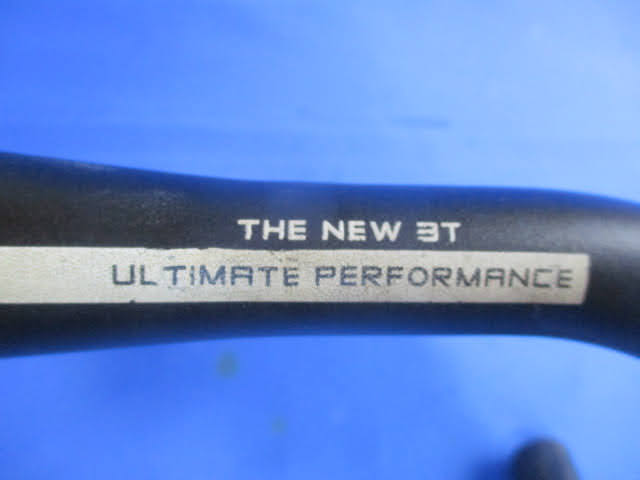 THE NEW 3T
ULTIMATE PERFORMANCE